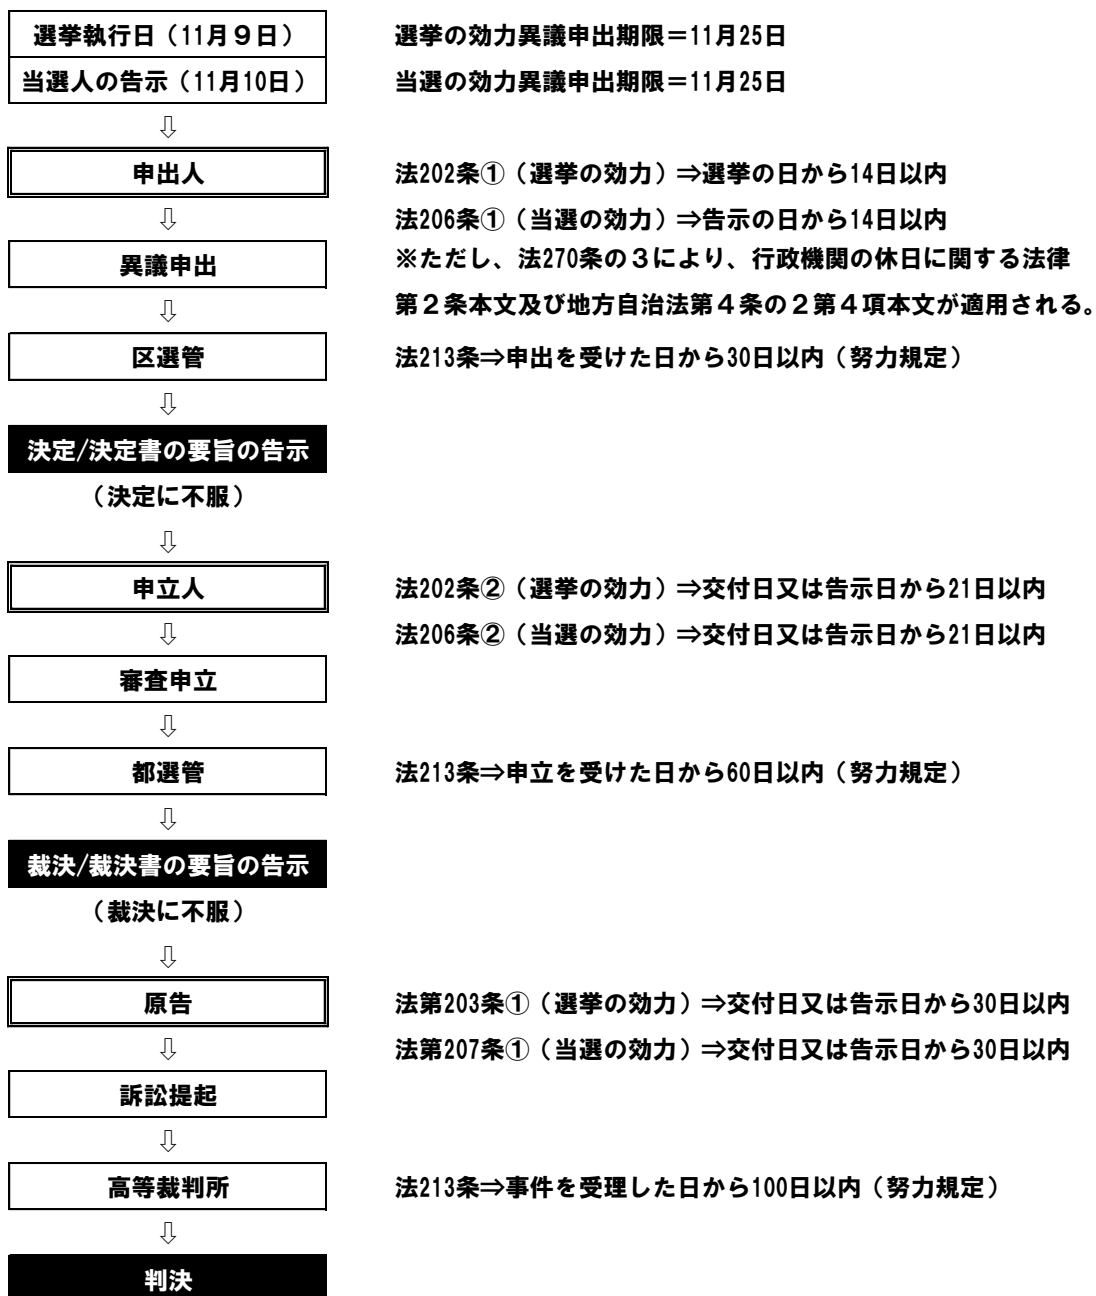 選挙執行日（11月９日） 選挙の効力異議申出期限＝11月25日
当選人の告示（11月10日） 当選の効力異議申出期限＝11月25日
⇩
申出人 法202条①（選挙の効力）⇒選挙の日から14日以内
⇩ 法206条①（当選の効力）⇒告示の日から14日以内
異議申出 ※ただし、法270条の３により、行政機関の休日に関する法律
⇩ 第２条本文及び地方自治法第４条の２第４項本文が適用される。
区選管 法213条⇒申出を受けた日から30日以内（努力規定）
⇩
決定/決定書の要旨の告示
（決定に不服）
⇩
申立人 法202条②（選挙の効力）⇒交付日又は告示日から21日以内
⇩ 法206条②（当選の効力）⇒交付日又は告示日から21日以内
審査申立
⇩
都選管 法213条⇒申立を受けた日から60日以内（努力規定）
⇩
裁決/裁決書の要旨の告示
（裁決に不服）
⇩
原告 法第203条①（選挙の効力）⇒交付日又は告示日から30日以内
⇩ 法第207条①（当選の効力）⇒交付日又は告示日から30日以内
訴訟提起
⇩
高等裁判所 法213条⇒事件を受理した日から100日以内（努力規定）
⇩
判決